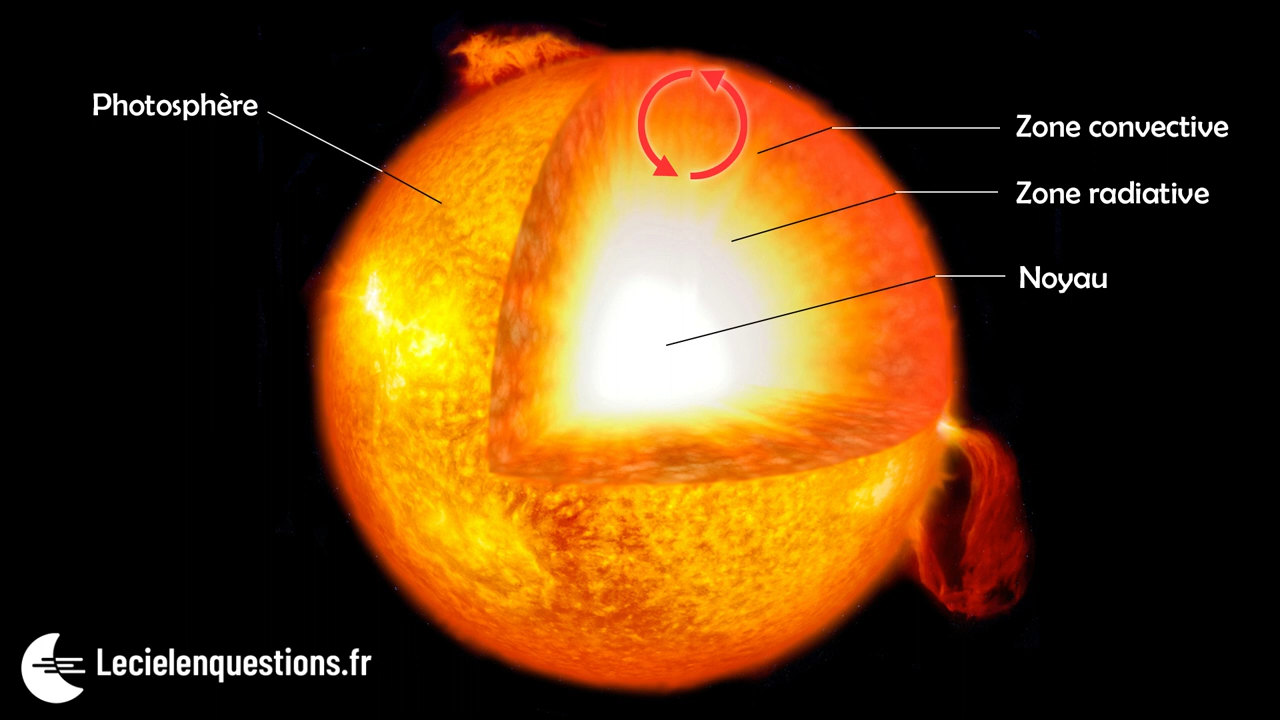 Photosphère
Zone convective
Zone radiative
Noyau
Lecielenquestions.fr